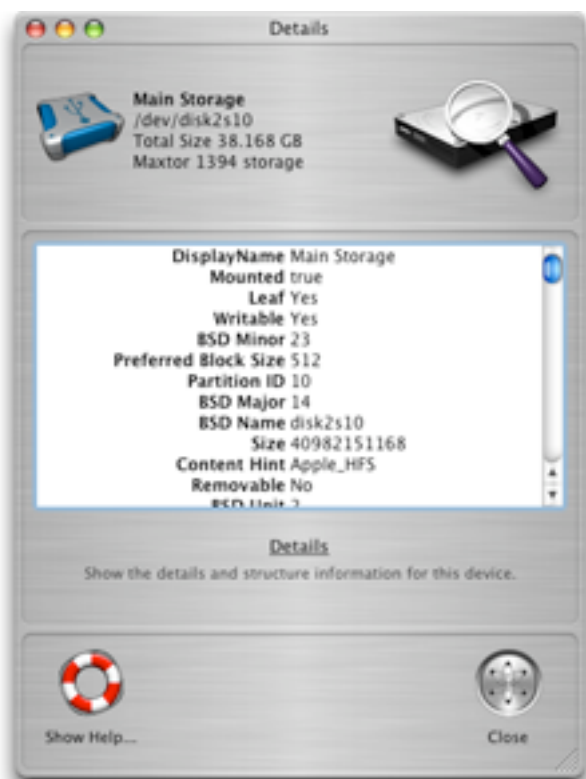 Details
Main Storage
/dev/disk2s10
Total Size 38.168 GB
Maxtor 1394 storage
DisplayName Main Storage
Mounted true
Leaf Yes
Writable Yes
BSD Minor 23
Preferred Block Size 512
Partition ID 10
BSD Major 14
BSD Name disk2s10
Size 40982151168
Content Hint Apple_HFS
Removable No
BSD Unit 2
Details
Show the details and structure information for this device.
Show Help...
Close